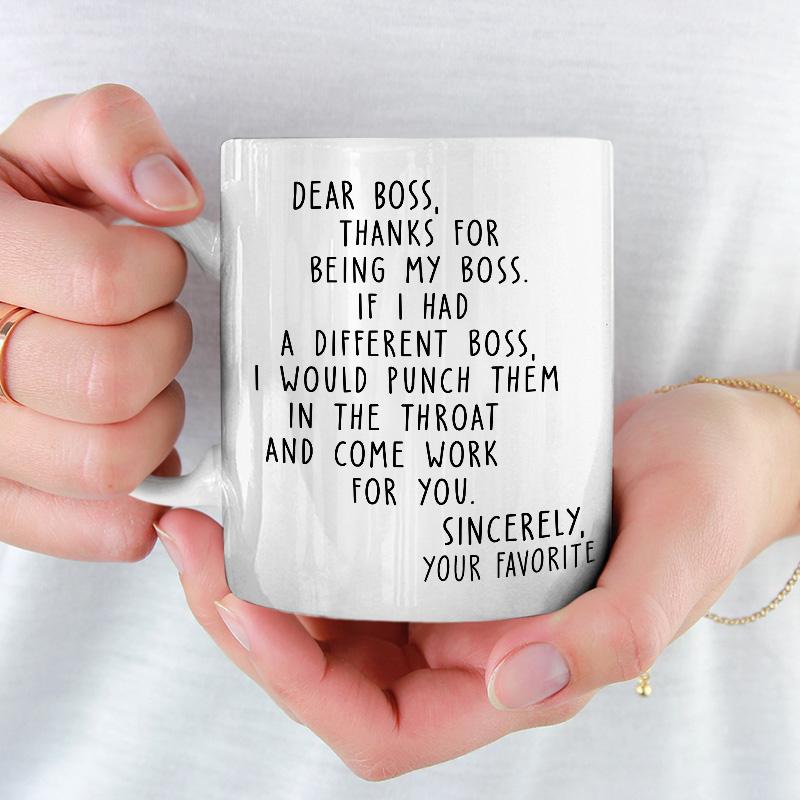 DEAR BOSS,
THANKS FOR
BEING MY BOSS.
IF I HAD
A DIFFERENT BOSS,
I WOULD PUNCH THEM
IN THE THROAT
AND COME WORK
FOR YOU.
SINCERELY,
YOUR FAVORITE